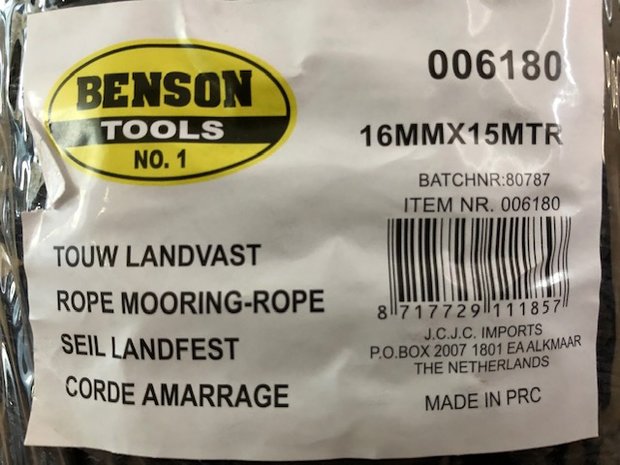 BENSON
TOOLS
NO. 1
006180
16MMX15MTR
BATCHNR:80787
ITEM NR. 006180
TOUW LANDVAST
ROPE MOORING-ROPE
SEIL LANDFEST
CORDE AMARRAGE
8 717729 111857
J.C.J.C. IMPORTS
P.O.BOX 2007 1801 EA ALKMAAR
THE NETHERLANDS
MADE IN PRC